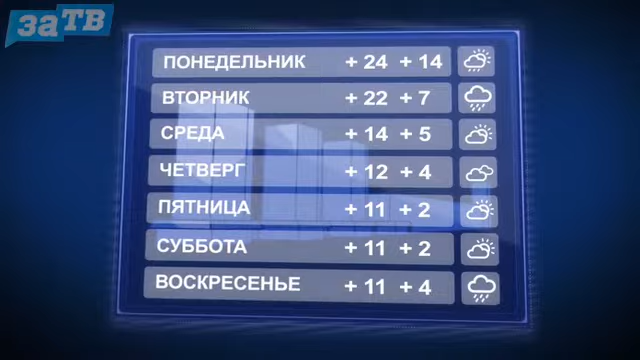 заТВ
ПОНЕДЕЛЬНИК +24 +14
ВТОРНИК +22 +7
СРЕДА +14 +5
ЧЕТВЕРГ +12 +4
ПЯТНИЦА +11 +2
СУББОТА +11 +2
ВОСКРЕСЕНЬЕ +11 +4